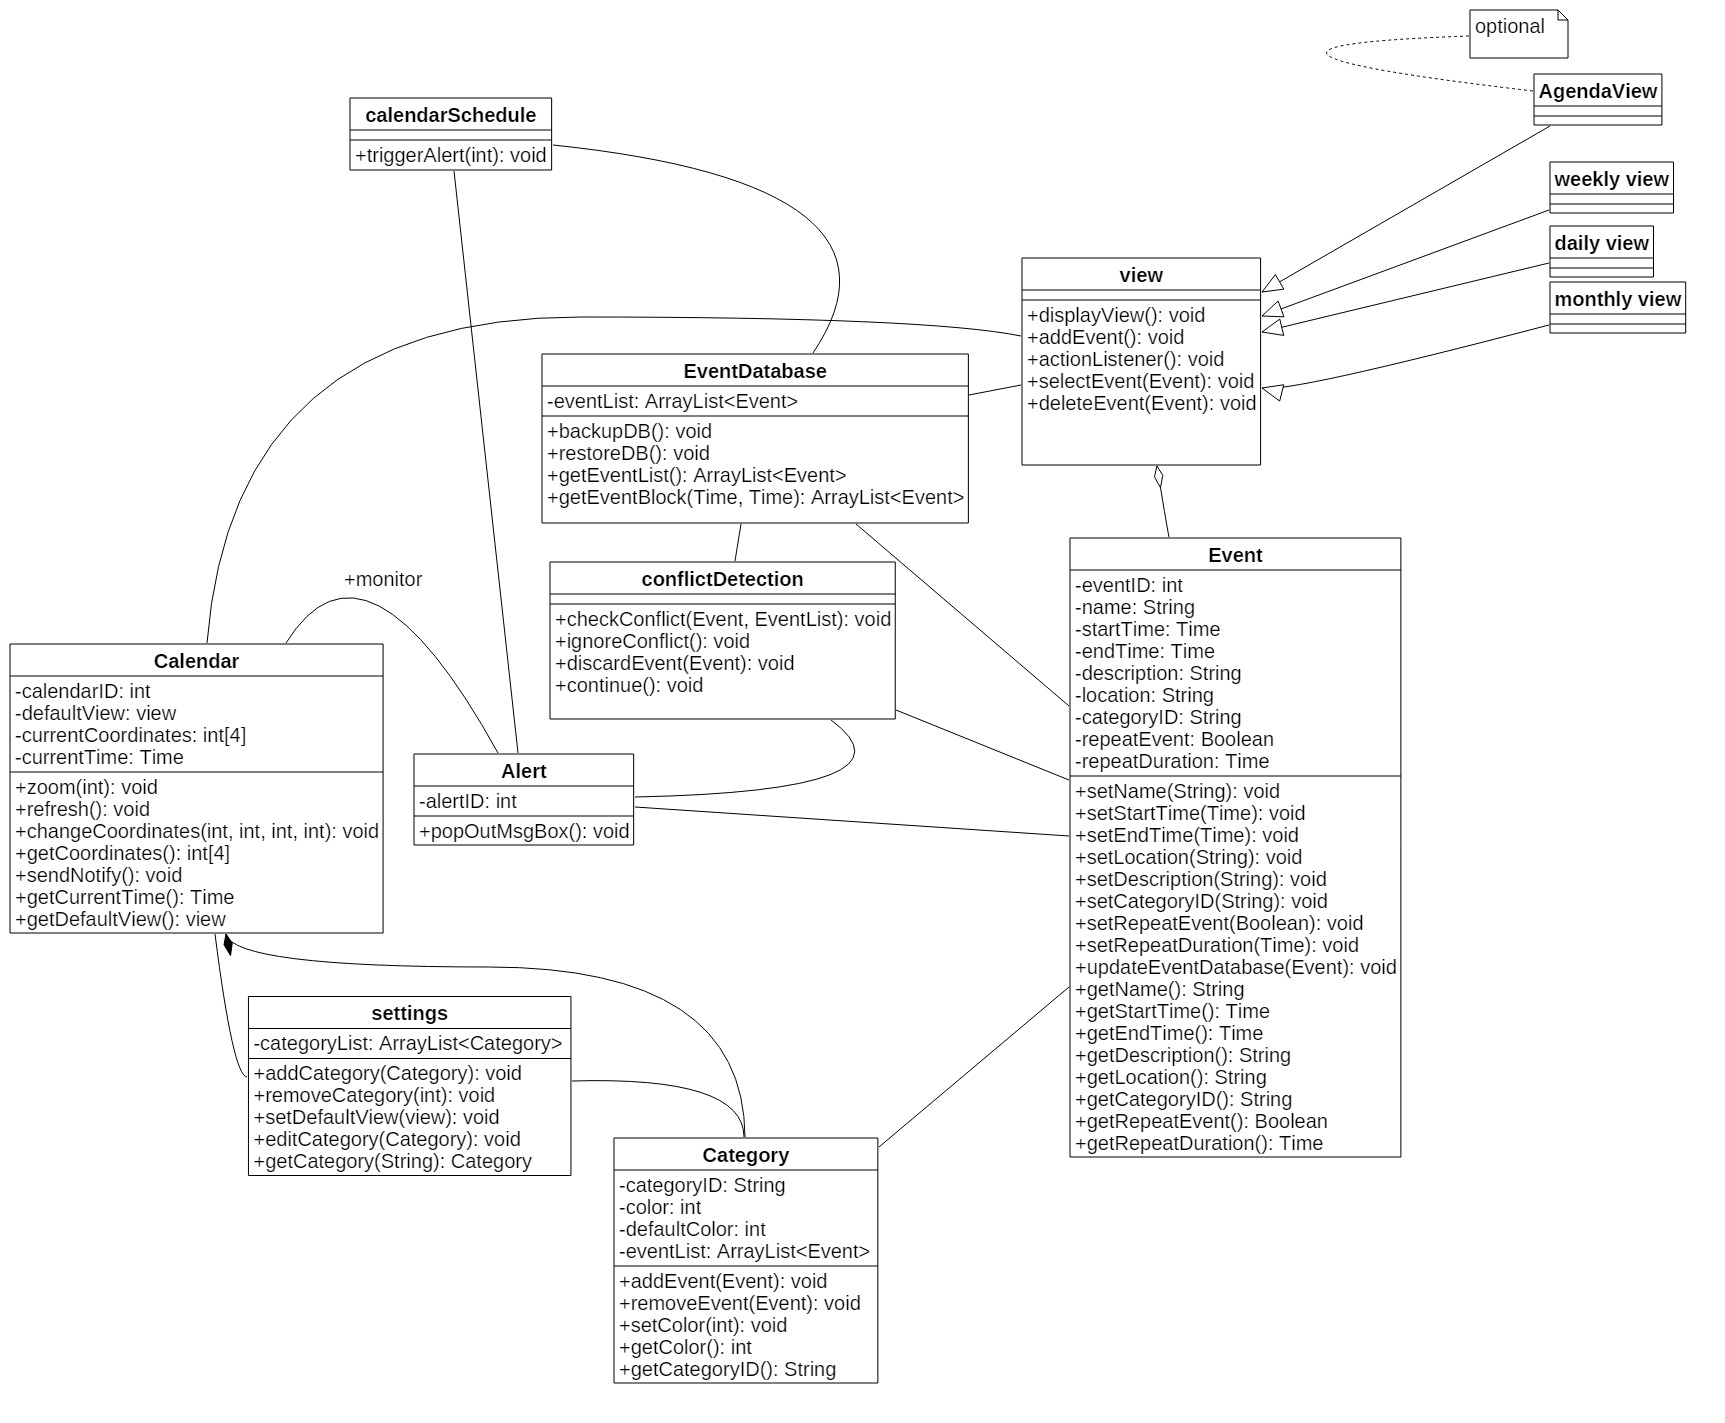 optional
AgendaView
calendarSchedule
+triggerAlert(int): void
weekly view
daily view
monthly view
view
+displayView(): void
+addEvent(): void
+actionListener(): void
+selectEvent(Event): void
+deleteEvent(Event): void
EventDatabase
-eventList: ArrayList<Event>
+backupDB(): void
+restoreDB(): void
+getEventList(): ArrayList<Event>
+getEventBlock(Time, Time): ArrayList<Event>
conflictDetection
+checkConflict(Event, EventList): void
+ignoreConflict(): void
+discardEvent(Event): void
+continue(): void
Event
-eventID: int
-name: String
-startTime: Time
-endTime: Time
-description: String
-location: String
-categoryID: String
-repeatEvent: Boolean
-repeatDuration: Time
+setName(String): void
+setStartTime(Time): void
+setEndTime(Time): void
+setLocation(String): void
+setDescription(String): void
+setCategoryID(String): void
+setRepeatEvent(Boolean): void
+setRepeatDuration(Time): void
+updateEventDatabase(Event): void
+getName(): String
+getStartTime(): Time
+getEndTime(): Time
+getDescription(): String
+getLocation(): String
+getCategoryID(): String
+getRepeatEvent(): Boolean
+getRepeatDuration(): Time
+monitor
Calendar
-calendarID: int
-defaultView: view
-currentCoordinates: int[4]
-currentTime: Time
+zoom(int): void
+refresh(): void
+changeCoordinates(int, int, int, int): void
+getCoordinates(): int[4]
+sendNotify(): void
+getCurrentTime(): Time
+getDefaultView(): view
Alert
-alertID: int
+popOutMsgBox(): void
settings
-categoryList: ArrayList<Category>
+addCategory(Category): void
+removeCategory(int): void
+setDefaultView(view): void
+editCategory(Category): void
+getCategory(String): Category
Category
-categoryID: String
-color: int
-defaultColor: int
-eventList: ArrayList<Event>
+addEvent(Event): void
+removeEvent(Event): void
+setColor(int): void
+getColor(): int
+getCategoryID(): String